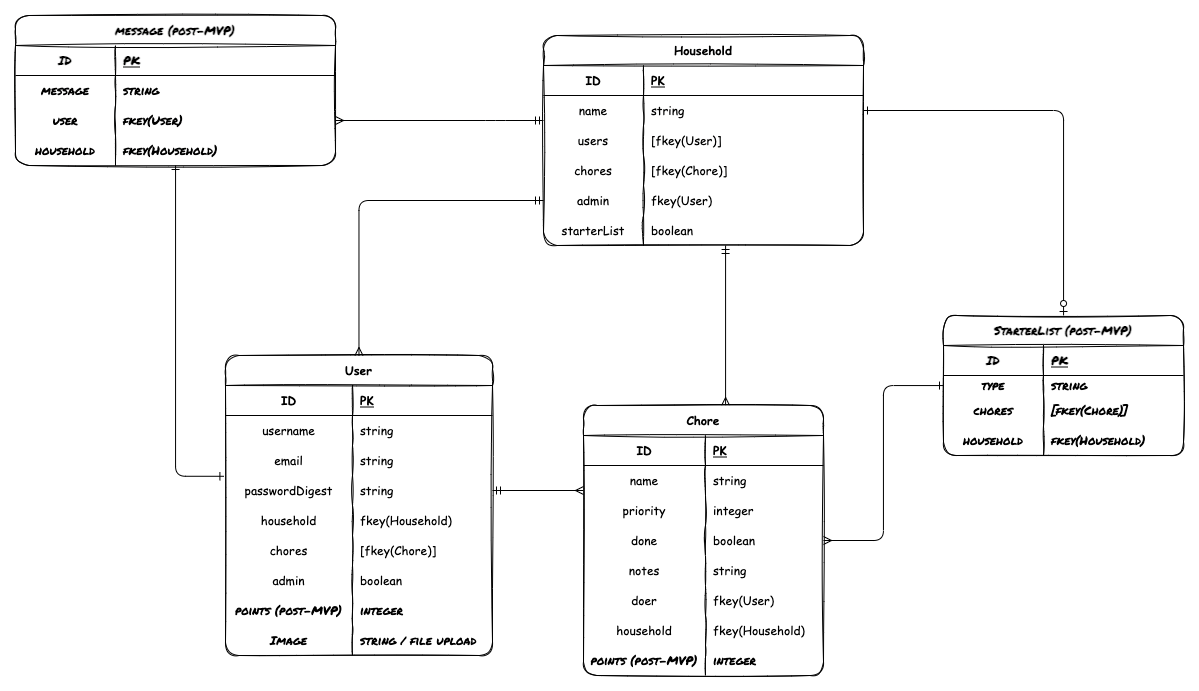 MESSAGE (POST-MVP)
ID PK
MESSAGE STRING
USER FKEY(USER)
HOUSEHOLD FKEY(HOUSEHOLD)
Household
ID PK
name string
users [fkey(User)]
chores [fkey(Chore)]
admin fkey(User)
starterList boolean
STARTERLIST (POST-MVP)
ID PK
TYPE STRING
CHORES [FKEY(CHORE)]
HOUSEHOLD FKEY(HOUSEHOLD)
User
ID PK
username string
email string
passwordDigest string
household fkey(Household)
chores [fkey(Chore)]
admin boolean
POINTS (POST-MVP) INTEGER
IMAGE STRING / FILE UPLOAD
Chore
ID PK
name string
priority integer
done boolean
notes string
doer fkey(User)
household fkey(Household)
POINTS (POST-MVP) INTEGER